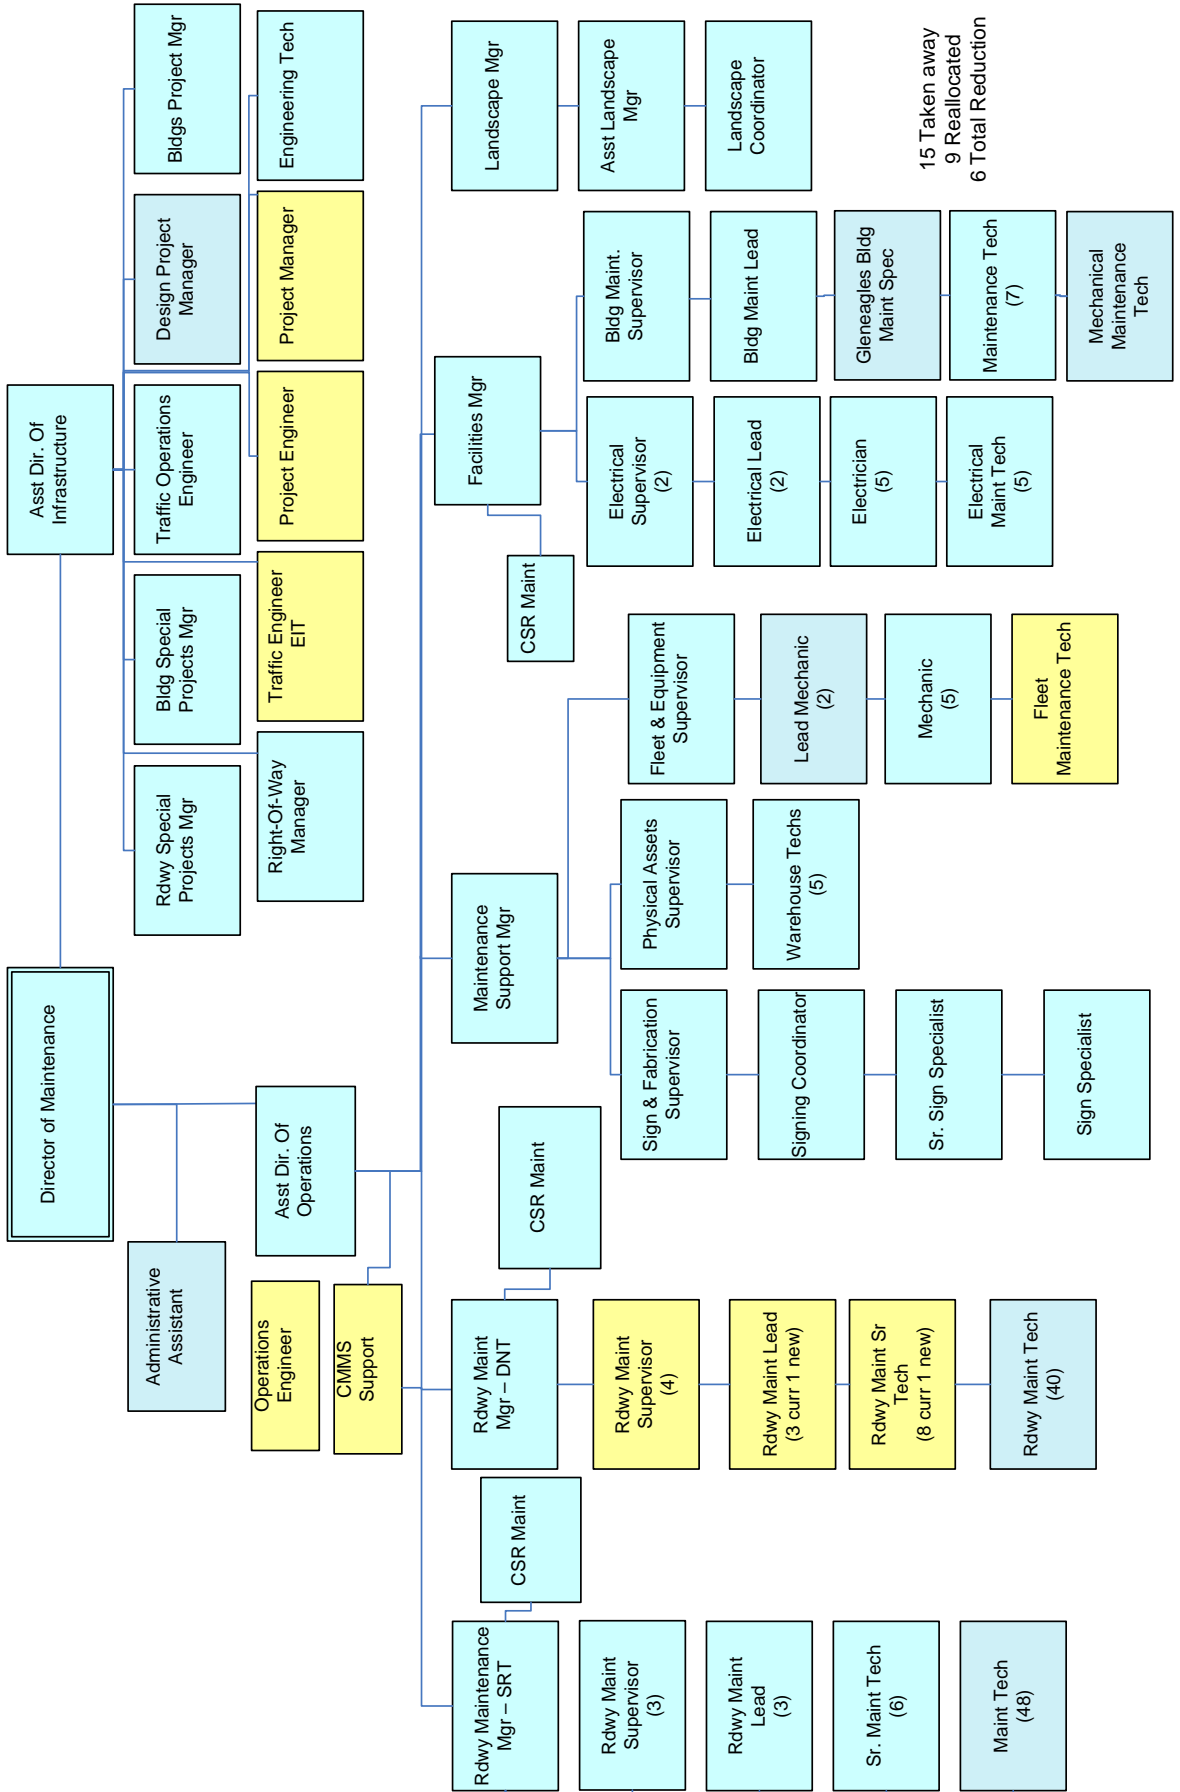 Director of Maintenance
Asst Dir. Of
Infrastructure
Administrative
Assistant
Rdwy Special
Projects Mgr
Bldg Special
Projects Mgr
Traffic Operations
Engineer
Design Project
Manager
Bldgs Project Mgr
Right-Of-Way
Manager
Traffic Engineer
EIT
Project Engineer
Project Manager
Engineering Tech
Asst Dir. Of
Operations
Operations
Engineer
CMMS
Support
Rdwy Maintenance
Mgr – SRT
CSR Maint
Rdwy Maint
Supervisor
(3)
Rdwy Maint
Lead
(3)
Sr. Maint Tech
(6)
Maint Tech
(48)
Rdwy Maint
Mgr – DNT
CSR Maint
Rdwy Maint
Supervisor
(4)
Rdwy Maint Lead
(3 curr 1 new)
Rdwy Maint Sr
Tech
(8 curr 1 new)
Rdwy Maint Tech
(40)
Maintenance
Support Mgr
Sign & Fabrication
Supervisor
Signing Coordinator
Sr. Sign Specialist
Sign Specialist
Physical Assets
Supervisor
Warehouse Techs
(5)
Fleet & Equipment
Supervisor
Lead Mechanic
(2)
Mechanic
(5)
Fleet
Maintenance Tech
Facilities Mgr
CSR Maint
Electrical
Supervisor
(2)
Electrical Lead
(2)
Electrician
(5)
Electrical
Maint Tech
(5)
Bldg Maint.
Supervisor
Bldg Maint Lead
Gleneagles Bldg
Maint Spec
Maintenance Tech
(7)
Mechanical
Maintenance
Tech
Landscape Mgr
Asst Landscape
Mgr
Landscape
Coordinator
15 Taken away
9 Reallocated
6 Total Reduction